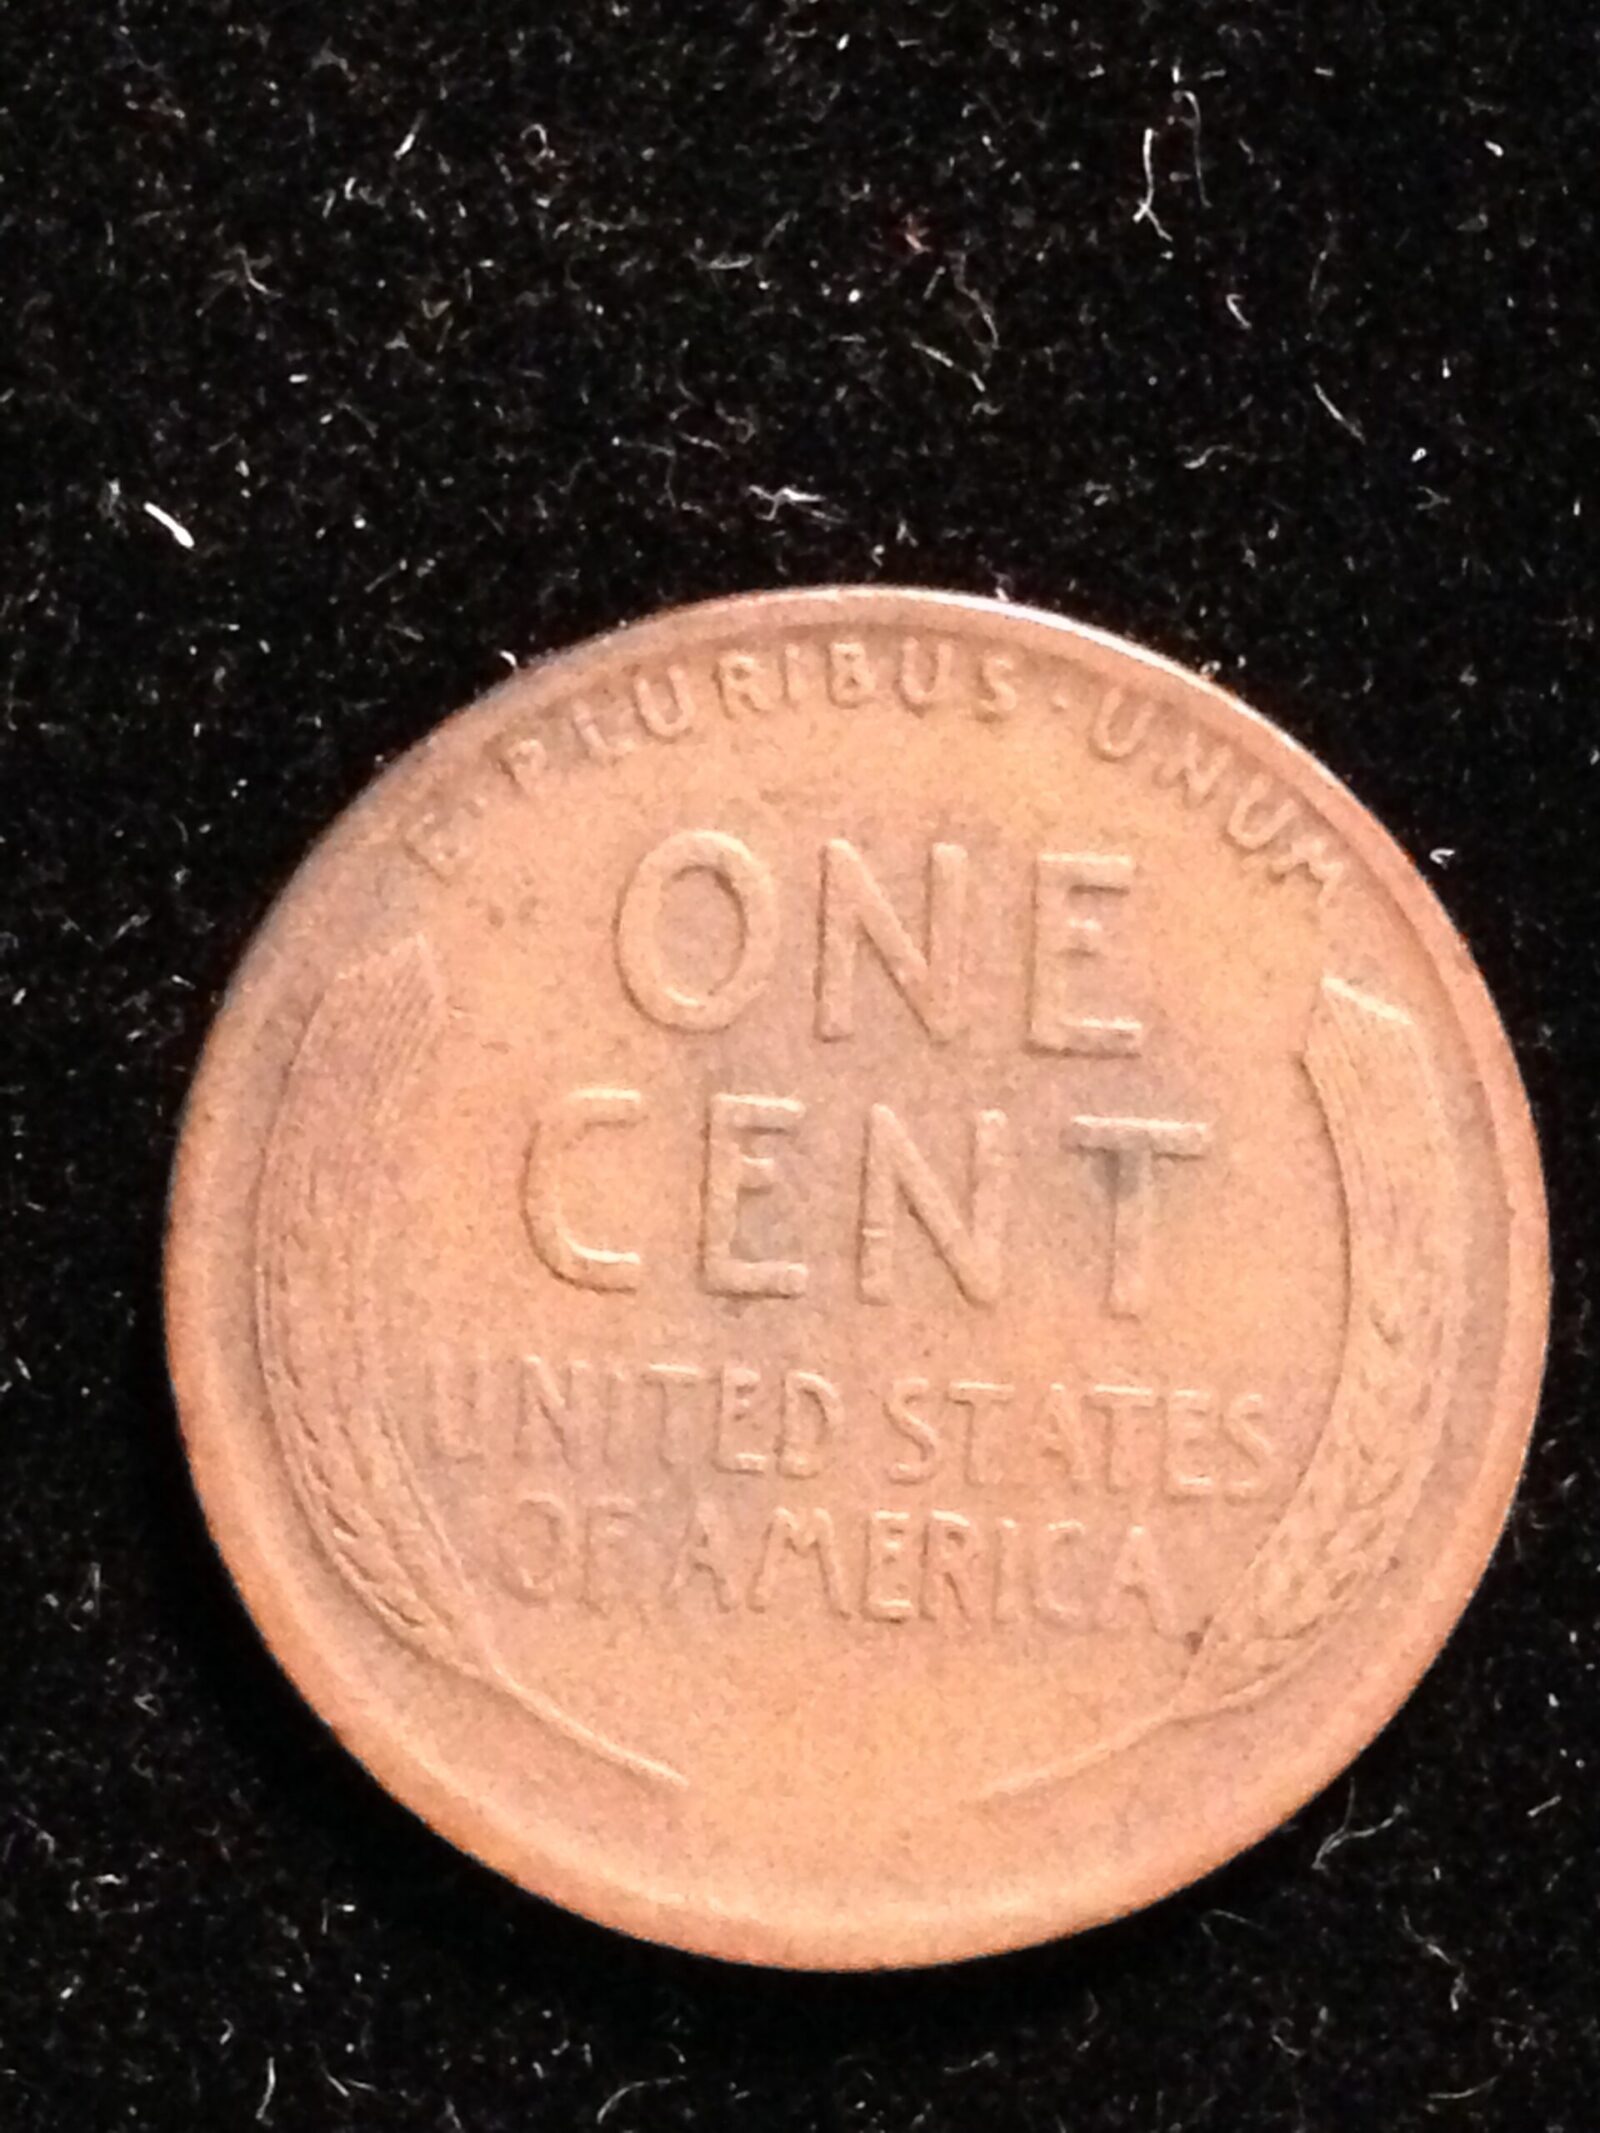 E·PLURIBUS·UNUM
ONE
CENT
UNITED STATES
OF AMERICA